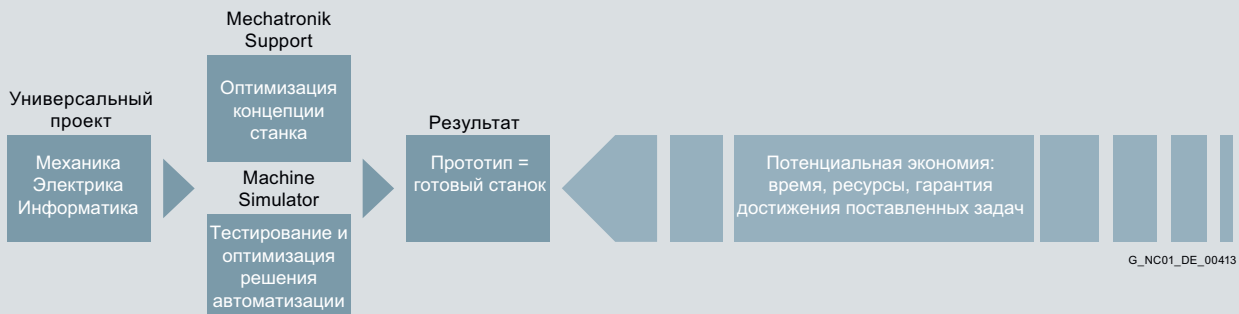 Универсальный
проект
Механика
Электрика
Информатика
Mechatronik
Support
Оптимизация
концепции
станка
Machine
Simulator
Тестирование и
оптимизация
решения
автоматизации
Результат
Прототип =
готовый станок
Потенциальная экономия:
время, ресурсы, гарантия
достижения поставленных задач
G_NC01_DE_00413